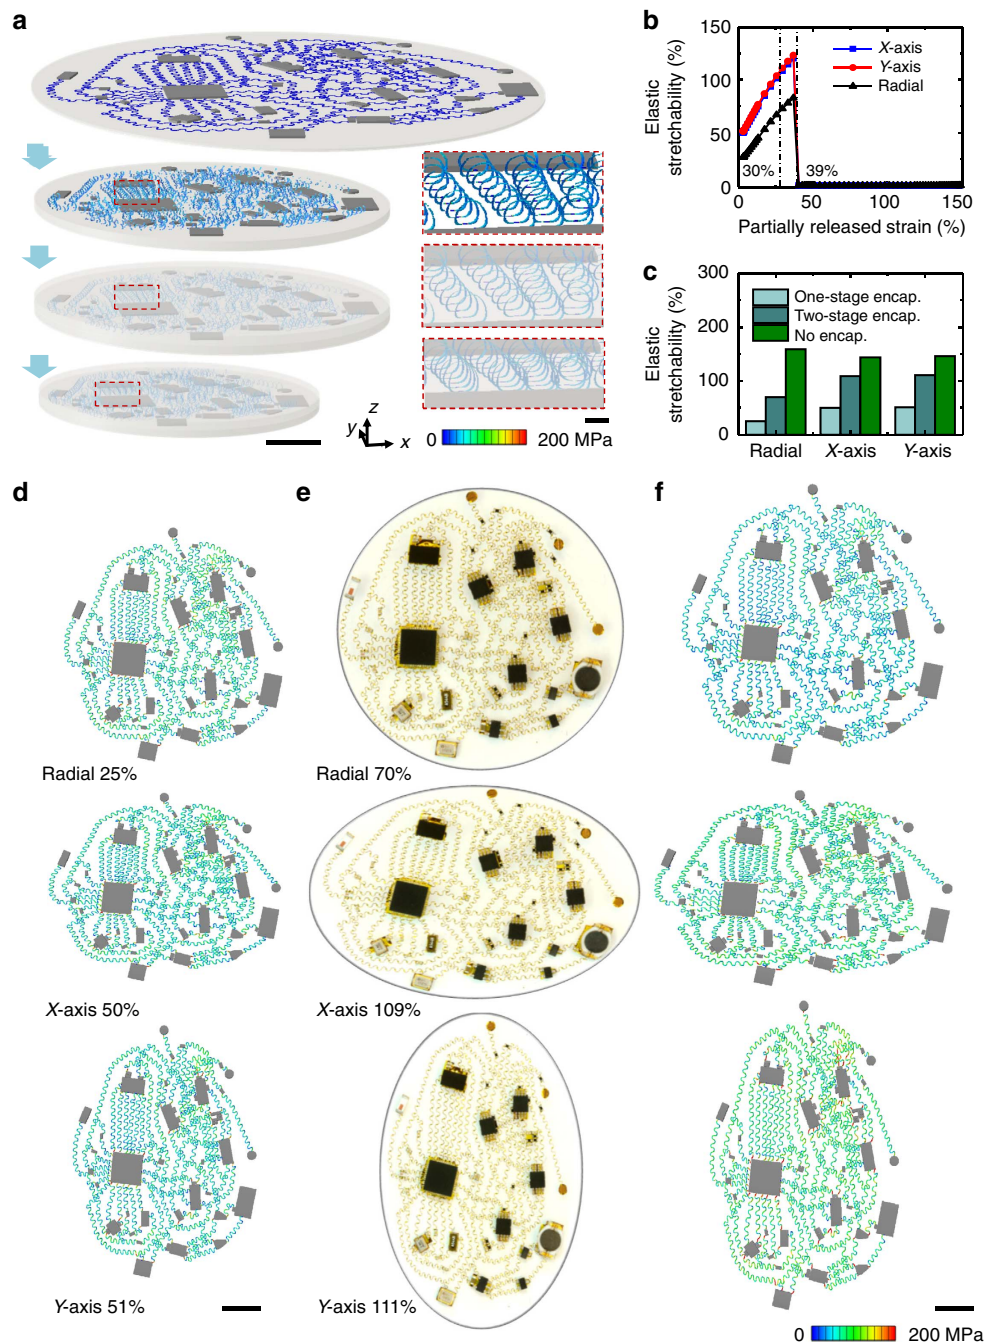 a
z
y
x
0
200 MPa
b
Elastic
stretchability (%)
150
100
50
0
X-axis
Y-axis
Radial
30%
39%
0
50
100
150
Partially released strain (%)
c
Elastic
stretchability (%)
300
200
100
0
One-stage encap.
Two-stage encap.
No encap.
Radial
X-axis
Y-axis
d
e
f
Radial 25%
Radial 70%
X-axis 50%
X-axis 109%
Y-axis 51%
Y-axis 111%
0
200 MPa